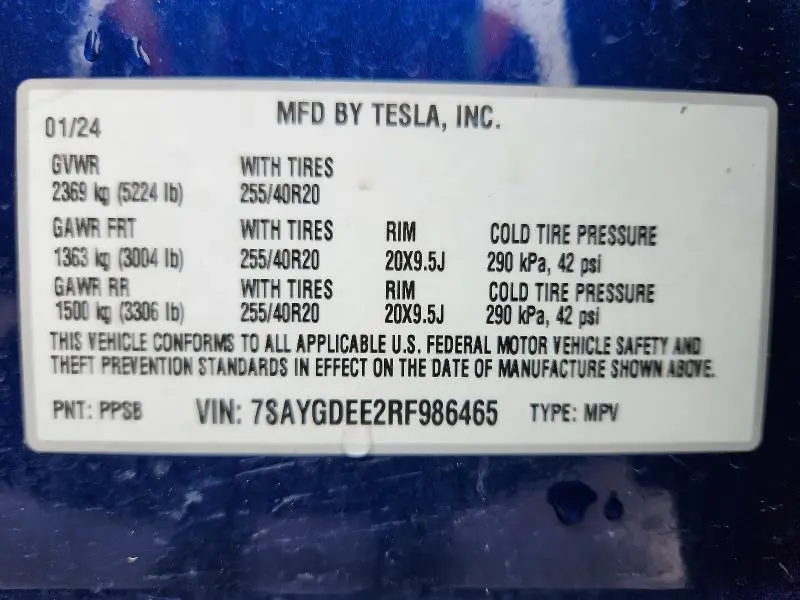 MFD BY TESLA, INC.
01/24
GVWR WITH TIRES
2369 kg (5224 lb) 255/40R20
GAWR FRT WITH TIRES RIM COLD TIRE PRESSURE
1363 kg (3004 lb) 255/40R20 20X9.5J 290 kPa, 42 psi
GAWR RR WITH TIRES RIM COLD TIRE PRESSURE
1500 kg (3306 lb) 255/40R20 20X9.5J 290 kPa, 42 psi
THIS VEHICLE CONFORMS TO ALL APPLICABLE U.S. FEDERAL MOTOR VEHICLE SAFETY AND
THEFT PREVENTION STANDARDS IN EFFECT ON THE DATE OF MANUFACTURE SHOWN ABOVE.
PNT: PPSB VIN: 7SAYGDEE2RF986465 TYPE: MPV